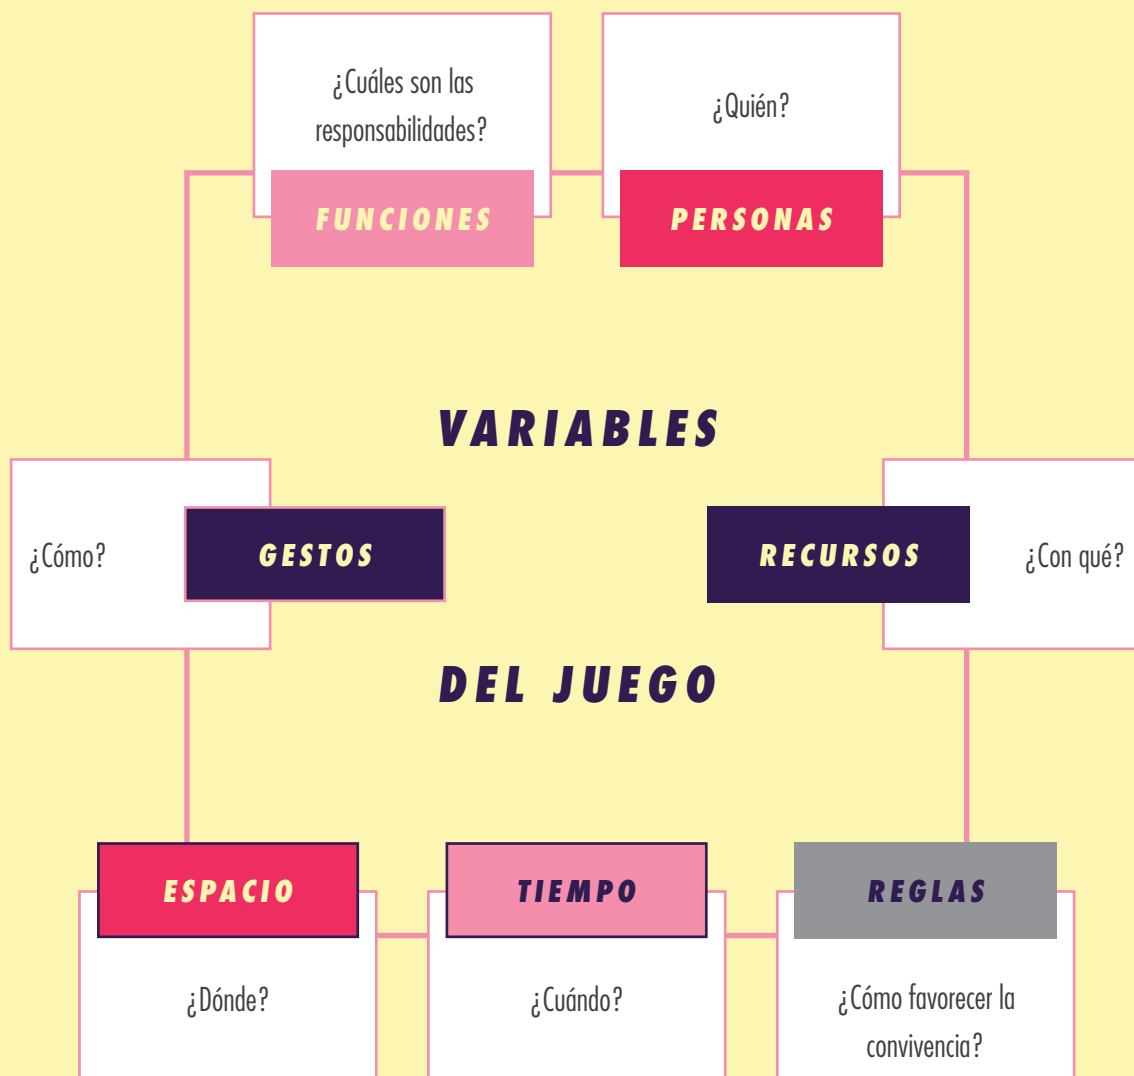 ¿Cuáles son las
responsabilidades?
FUNCIONES
¿Quién?
PERSONAS
VARIABLES
¿Cómo?
GESTOS
RECURSOS
¿Con qué?
DEL JUEGO
ESPACIO
¿Dónde?
TIEMPO
¿Cuándo?
REGLAS
¿Cómo favorecer la
convivencia?